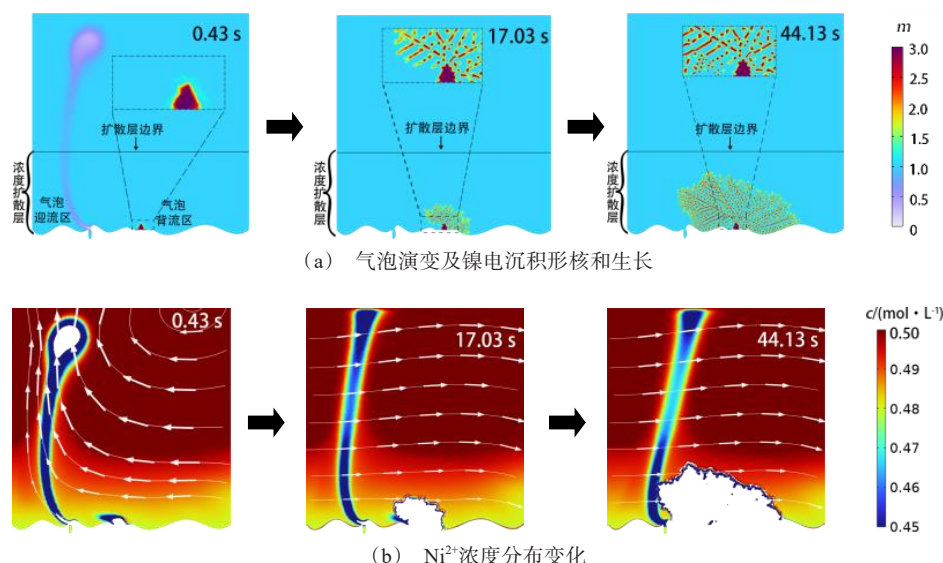 0.43 s
17.03 s
44.13 s
m
3.0
2.5
2.0
1.5
1.0
0.5
0
扩散层边界
扩散层边界
扩散层边界
浓度扩散层
浓度扩散层
浓度扩散层
气泡
迎流区
气泡
背流区
(a) 气泡演变及镍电沉积形核和生长
0.43 s
17.03 s
44.13 s
c/(mol·L⁻¹)
0.50
0.49
0.48
0.47
0.46
0.45
(b) Ni²⁺浓度分布变化